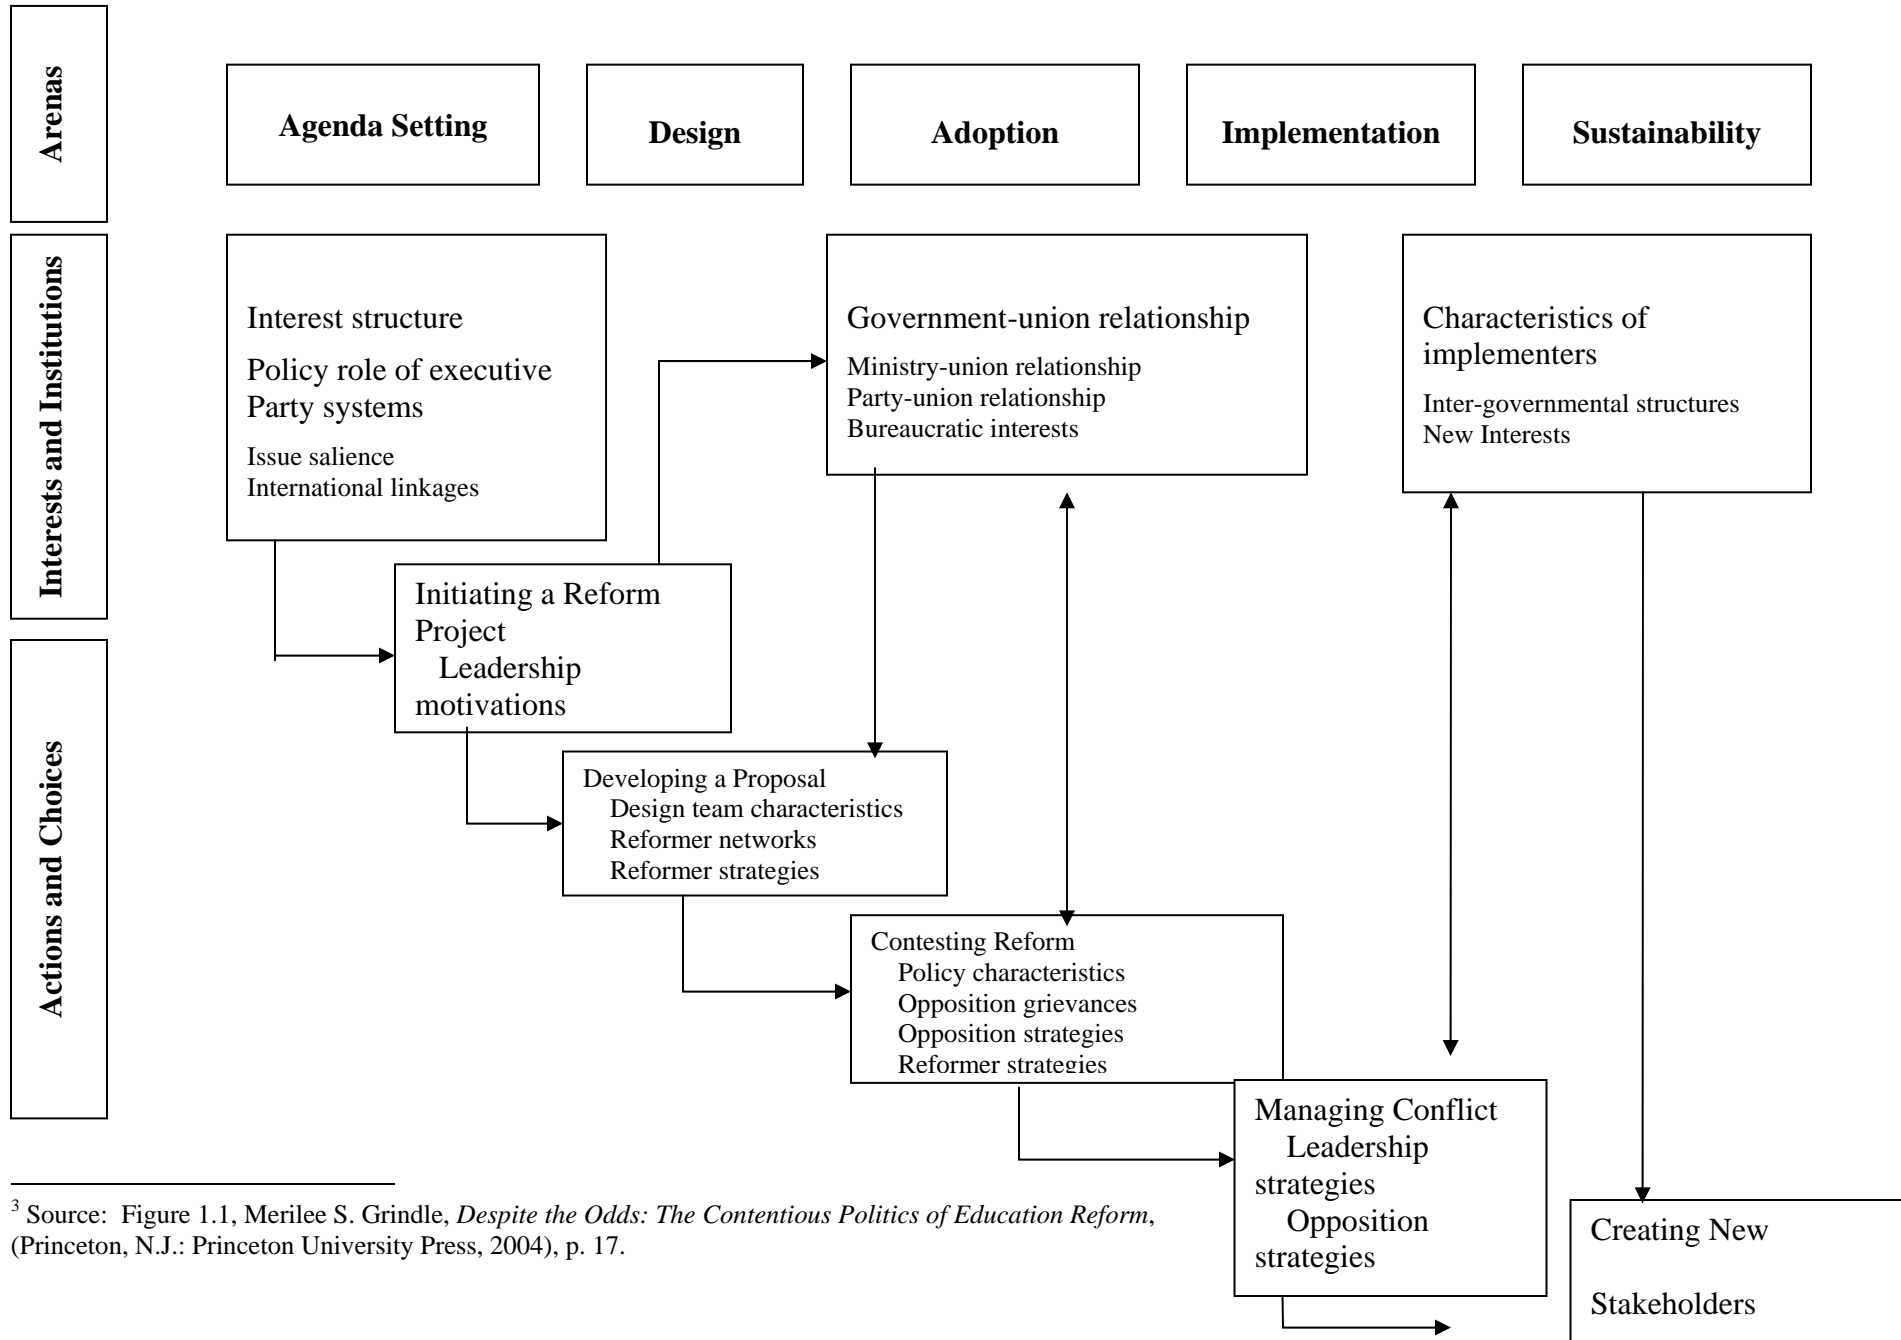 Arenas
Agenda Setting
Design
Adoption
Implementation
Sustainability
Interests and Institutions
Interest structure
Policy role of executive
Party systems
Issue salience
International linkages
Government-union relationship
Ministry-union relationship
Party-union relationship
Bureaucratic interests
Characteristics of
implementers
Inter-governmental structures
New Interests
Actions and Choices
Initiating a Reform
Project
Leadership
motivations
Developing a Proposal
Design team characteristics
Reformer networks
Reformer strategies
Contesting Reform
Policy characteristics
Opposition grievances
Opposition strategies
Reformer strategies
Managing Conflict
Leadership
strategies
Opposition
strategies
Creating New
Stakeholders
3 Source: Figure 1.1, Merilee S. Grindle, Despite the Odds: The Contentious Politics of Education Reform,
(Princeton, N.J.: Princeton University Press, 2004), p. 17.